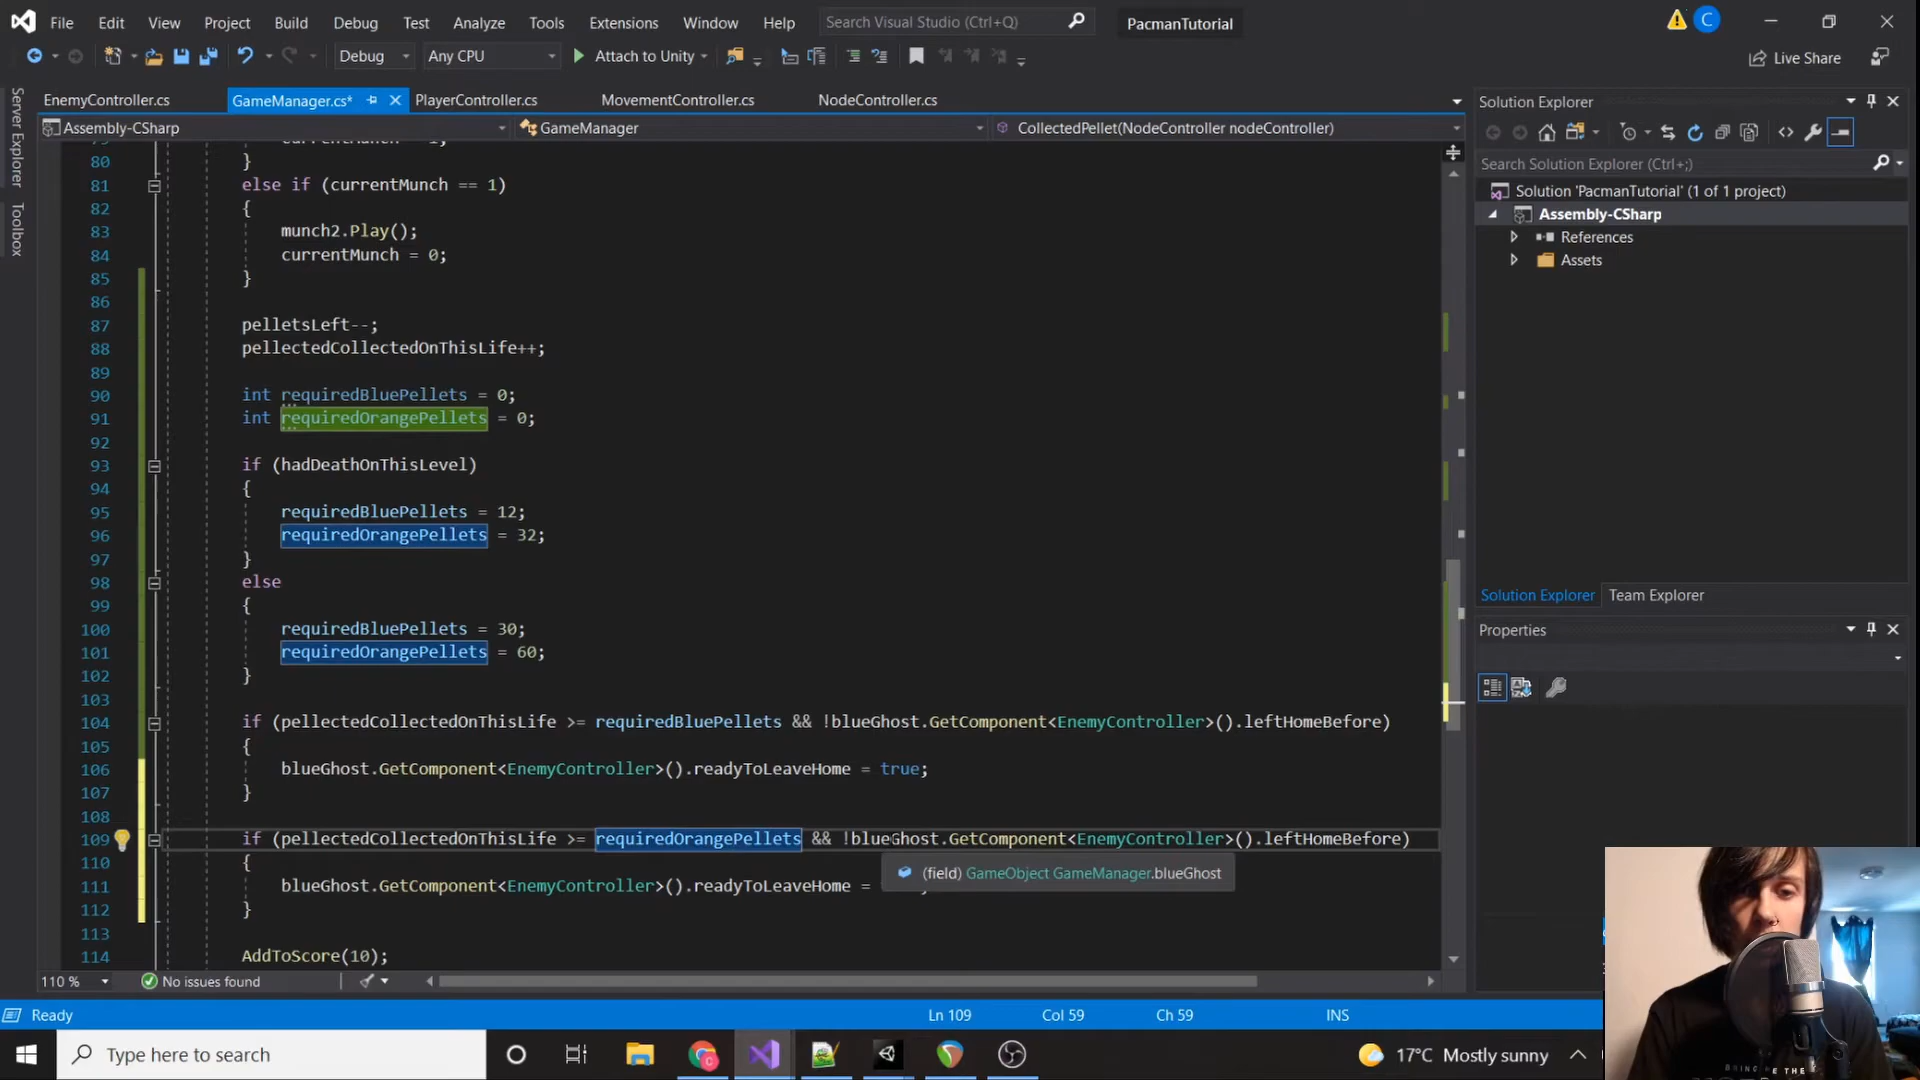 File Edit View Project Build Debug Test Analyze Tools Extensions Window Help Search Visual Studio (Ctrl+Q) PacmanTutorial C
Debug Any CPU Attach to Unity Live Share
EnemyController.cs GameManager.cs* PlayerController.cs MovementController.cs NodeController.cs
Assembly-CSharp GameManager CollectedPellet(NodeController nodeController)
Server Explorer
Toolbox
80 }
81 else if (currentMunch == 1)
82 {
83 munch2.Play();
84 currentMunch = 0;
85 }
86
87 pelletsLeft--;
88 pellectedCollectedOnThisLife++;
89
90 int requiredBluePellets = 0;
91 int requiredOrangePellets = 0;
92
93 if (hadDeathOnThisLevel)
94 {
95 requiredBluePellets = 12;
96 requiredOrangePellets = 32;
97 }
98 else
99 {
100 requiredBluePellets = 30;
101 requiredOrangePellets = 60;
102 }
103
104 if (pellectedCollectedOnThisLife >= requiredBluePellets && !blueGhost.GetComponent<EnemyController>().leftHomeBefore)
105 {
106 blueGhost.GetComponent<EnemyController>().readyToLeaveHome = true;
107 }
108
109 if (pellectedCollectedOnThisLife >= requiredOrangePellets && !blueGhost.GetComponent<EnemyController>().leftHomeBefore)
110 {
(field) GameObject GameManager.blueGhost
111 blueGhost.GetComponent<EnemyController>().readyToLeaveHome =
112 }
113
114 AddToScore(10);
110 % No issues found
Solution Explorer
Search Solution Explorer (Ctrl+;)
Solution 'PacmanTutorial' (1 of 1 project)
Assembly-CSharp
References
Assets
Solution Explorer Team Explorer
Properties
Ready Ln 109 Col 59 Ch 59 INS
Type here to search 17°C Mostly sunny